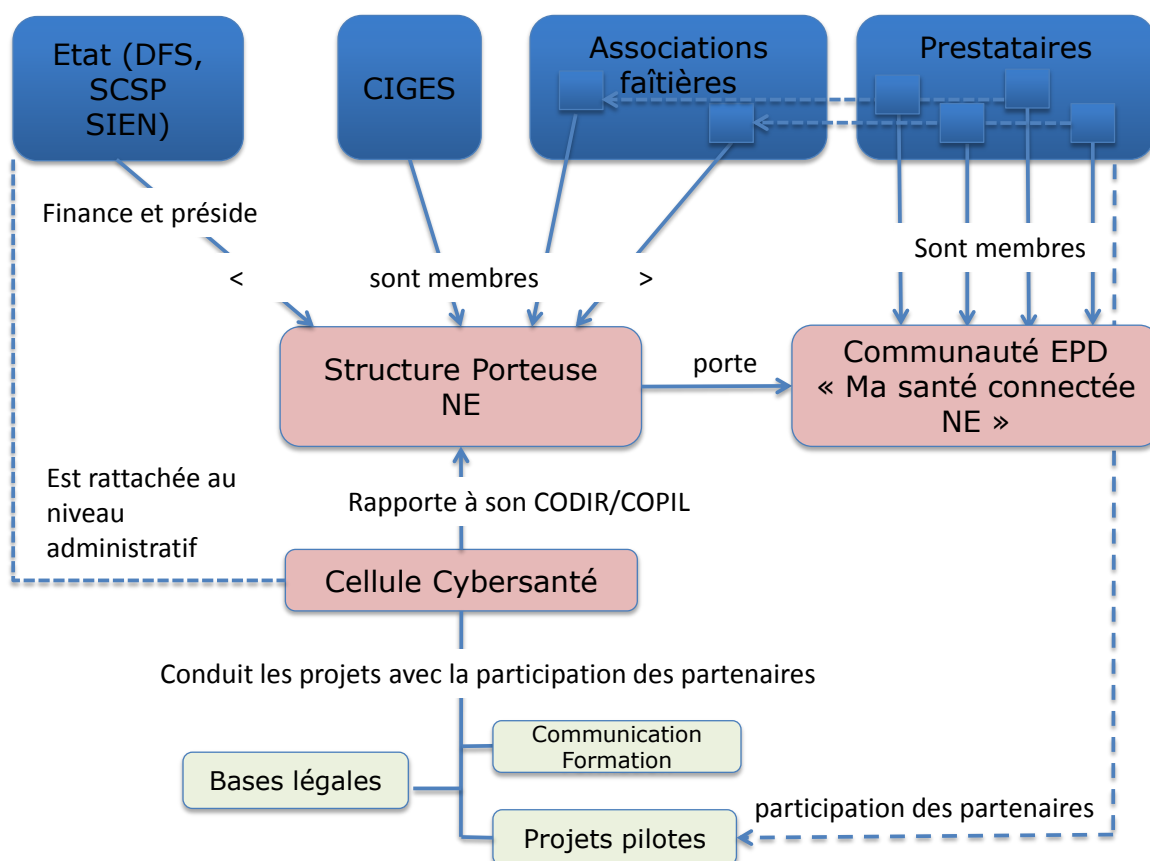 Etat (DFS,
SCSP
SIEN)
CIGES
Associations
faîtières
Prestataires
Finance et préside
Sont membres
<
sont membres
>
Structure Porteuse
NE
porte
Communauté EPD
« Ma santé connectée
NE »
Est rattachée au
niveau
administratif
Rapporte à son CODIR/COPIL
Cellule Cybersanté
Conduit les projets avec la participation des partenaires
Communication
Formation
Bases légales
participation des partenaires
Projets pilotes